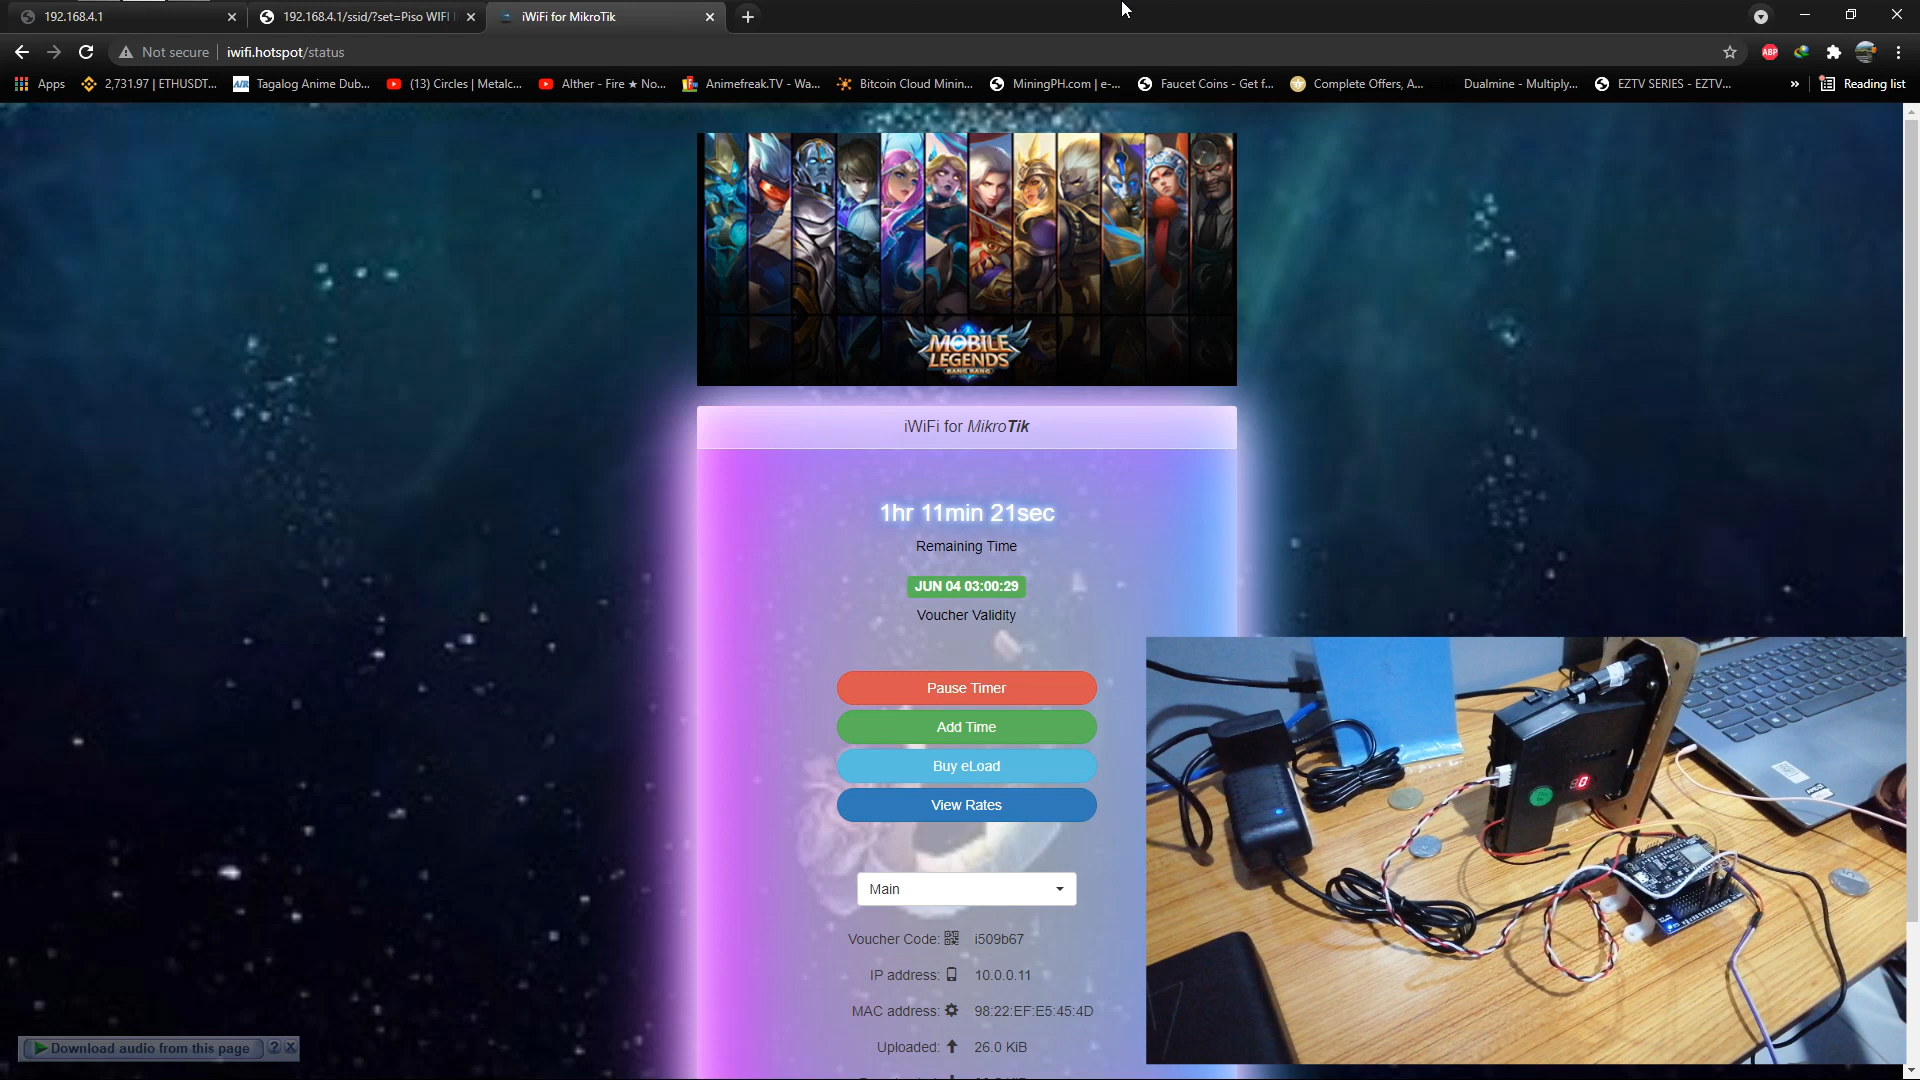 192.168.4.1
192.168.4.1/ssid/?set=Piso WIFI
iWiFi for MikroTik
Not secure
iwifi.hotspot/status
ABP
Apps
2,731.97 | ETHUSDT...
Tagalog Anime Dub...
(13) Circles | Metalc...
Alther - Fire ★ No...
Animefreak.TV - Wa...
Bitcoin Cloud Minin...
MiningPH.com | e-...
Faucet Coins - Get f...
Complete Offers, A...
Dualmine - Multiply...
EZTV SERIES - EZTV...
»
Reading list
MOBILE
LEGENDS
BANG BANG
iWiFi for MikroTik
1hr 11min 21sec
Remaining Time
JUN 04 03:00:29
Voucher Validity
Pause Timer
Add Time
Buy eLoad
View Rates
Main
Voucher Code: i509b67
IP address: 10.0.0.11
MAC address: 98:22:EF:E5:45:4D
Uploaded: 26.0 KiB
Download audio from this page ? X